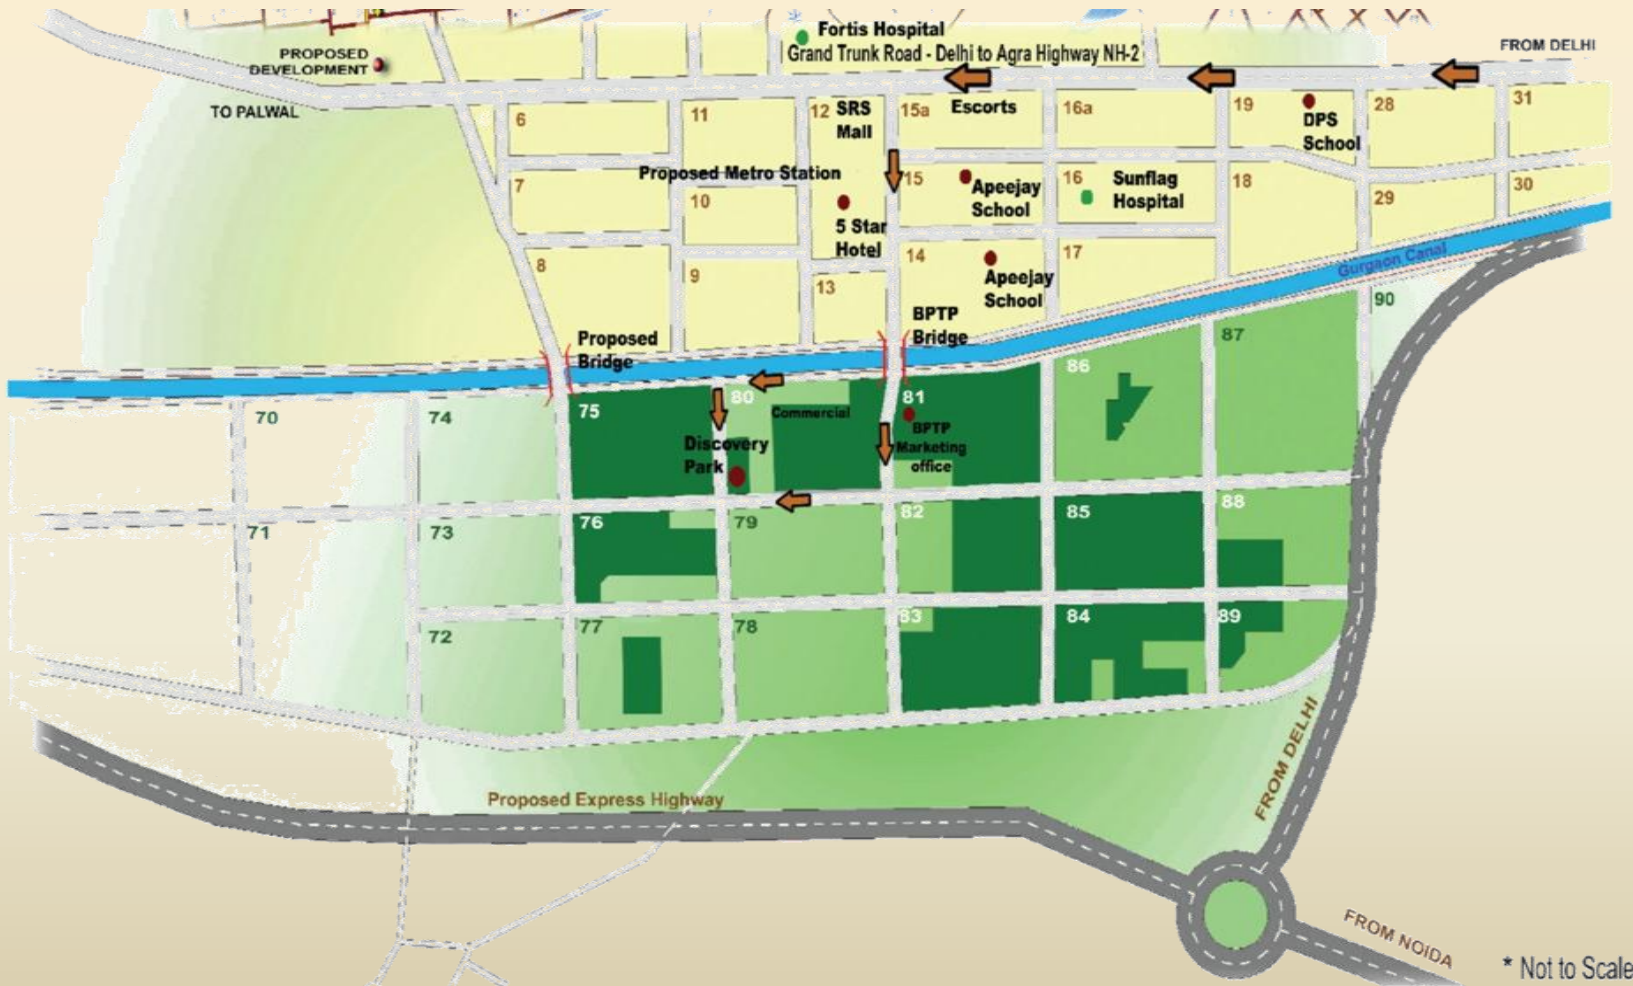 Fortis Hospital
Grand Trunk Road - Delhi to Agra Highway NH-2
FROM DELHI
PROPOSED
DEVELOPMENT
TO PALWAL
6
11
12
SRS
Mall
15a
Escorts
16a
19
DPS
School
28
31
Proposed Metro Station
7
10
5 Star
Hotel
15
Apeejay
School
16
Sunflag
Hospital
18
29
30
8
9
13
14
Apeejay
School
17
Gurgaon Canal
Proposed
Bridge
BPTP
Bridge
90
87
86
70
74
75
80
Commercial
81
BPTP
Marketing
office
Discovery
Park
71
73
76
79
82
85
88
72
77
78
83
84
89
Proposed Express Highway
FROM DELHI
FROM NOIDA
* Not to Scale